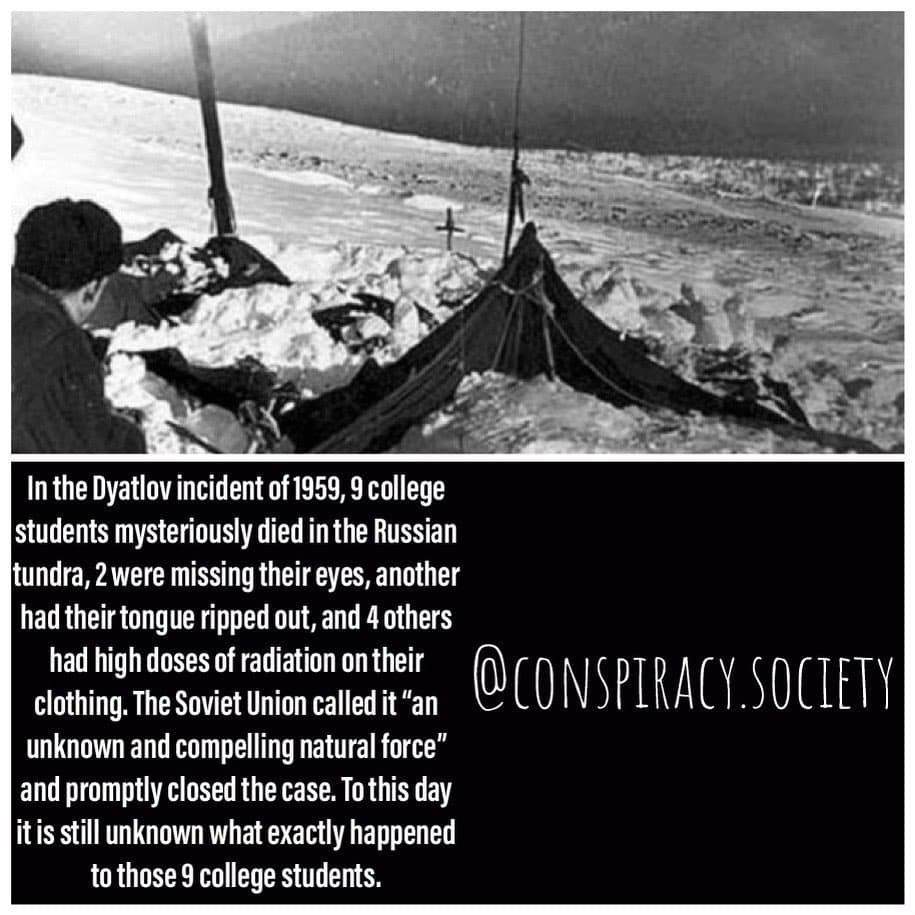 In the Dyatlov incident of 1959, 9 college
students mysteriously died in the Russian
tundra, 2 were missing their eyes, another
had their tongue ripped out, and 4 others
had high doses of radiation on their
clothing. The Soviet Union called it “an
unknown and compelling natural force”
and promptly closed the case. To this day
it is still unknown what exactly happened
to those 9 college students.
@CONSPIRACY.SOCIETY